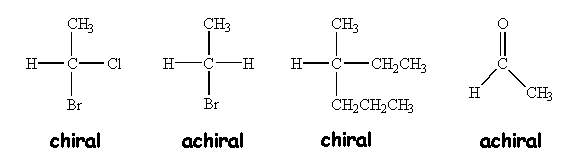 CH₃ CH₃ CH₃ O
H C Cl H C H H C CH₂CH₃ C
Br Br CH₂CH₂CH₃ H CH₃
chiral achiral chiral achiral